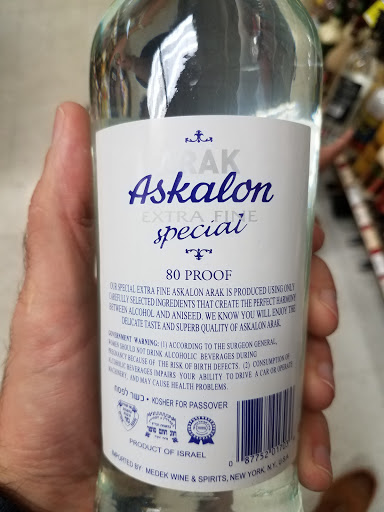 ARAK
Askalon
EXTRA FINE
special
80 PROOF
OUR SPECIAL EXTRA FINE ASKALON ARAK IS PRODUCED USING ONLY
CAREFULLY SELECTED INGREDIENTS THAT CREATE THE PERFECT HARMONY
BETWEEN ALCOHOL AND ANISEED. WE KNOW YOU WILL ENJOY THE
DELICATE TASTE AND SUPERB QUALITY OF ASKALON ARAK.
GOVERNMENT WARNING: (1) ACCORDING TO THE SURGEON GENERAL,
WOMEN SHOULD NOT DRINK ALCOHOLIC BEVERAGES DURING
PREGNANCY BECAUSE OF THE RISK OF BIRTH DEFECTS. (2) CONSUMPTION OF
ALCOHOLIC BEVERAGES IMPAIRS YOUR ABILITY TO DRIVE A CAR OR OPERATE
MACHINERY, AND MAY CAUSE HEALTH PROBLEMS.
כשר לפסח • KOSHER FOR PASSOVER
PRODUCT OF ISRAEL
IMPORTED BY: MEDEK WINE & SPIRITS, NEW YORK, N.Y., U.S.A.
0 87752 01